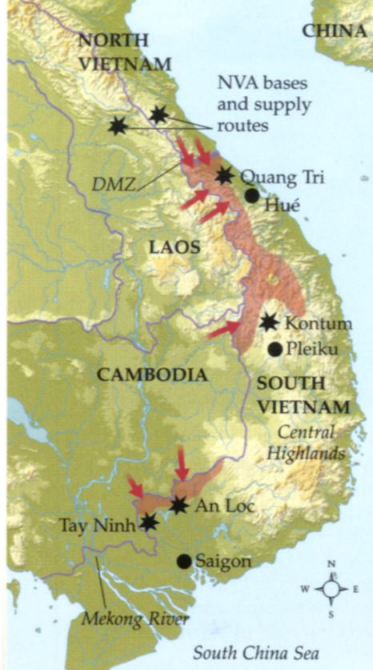 CHINA
NORTH
VIETNAM
NVA bases
and supply
routes
DMZ
Quang Tri
Hué
LAOS
Kontum
Pleiku
CAMBODIA
SOUTH
VIETNAM
Central
Highlands
An Loc
Tay Ninh
Saigon
N
W
E
S
Mekong River
South China Sea